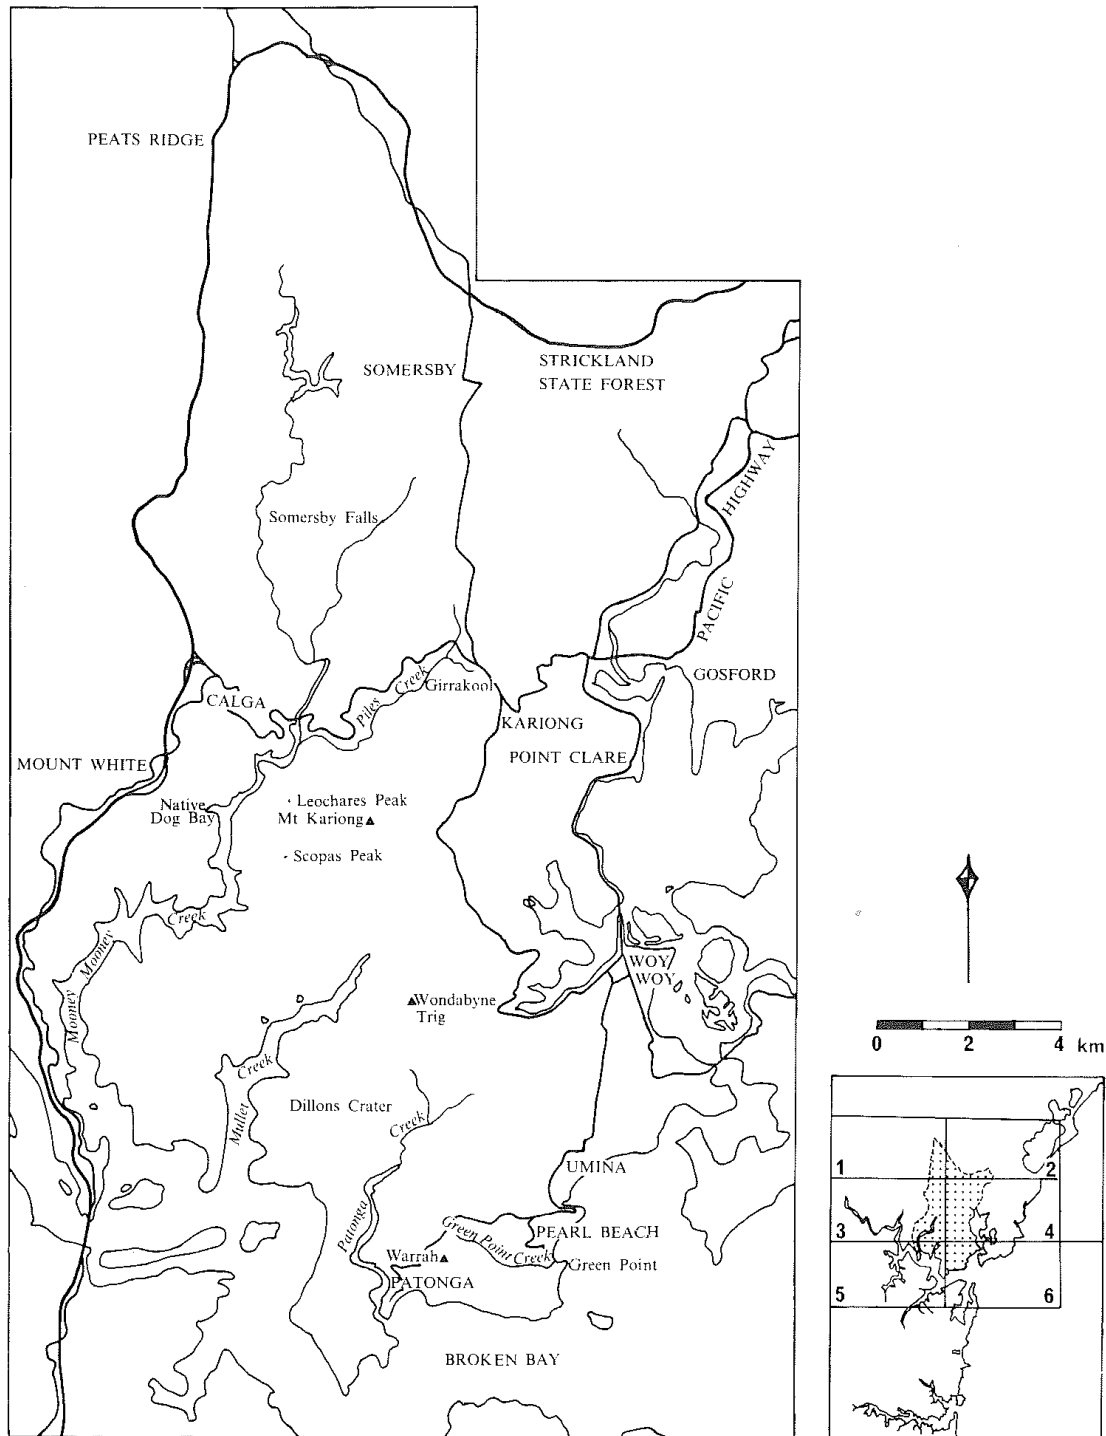 PEATS RIDGE
SOMERSBY
STRICKLAND
STATE FOREST
HIGHWAY
PACIFIC
Somersby Falls
GOSFORD
Piles Creek
Girrakool
CALGA
KARIONG
POINT CLARE
MOUNT WHITE
Native
Dog Bay
Leochares Peak
Mt Kariong
Scopas Peak
Mooney Mooney Creek
WOY
WOY
Wondabyne
Trig
Mullet Creek
Dillons Crater
Patonga Creek
UMINA
PEARL BEACH
Green Point Creek
Green Point
Warrah
PATONGA
BROKEN BAY
0 2 4 km
1 2
3 4
5 6